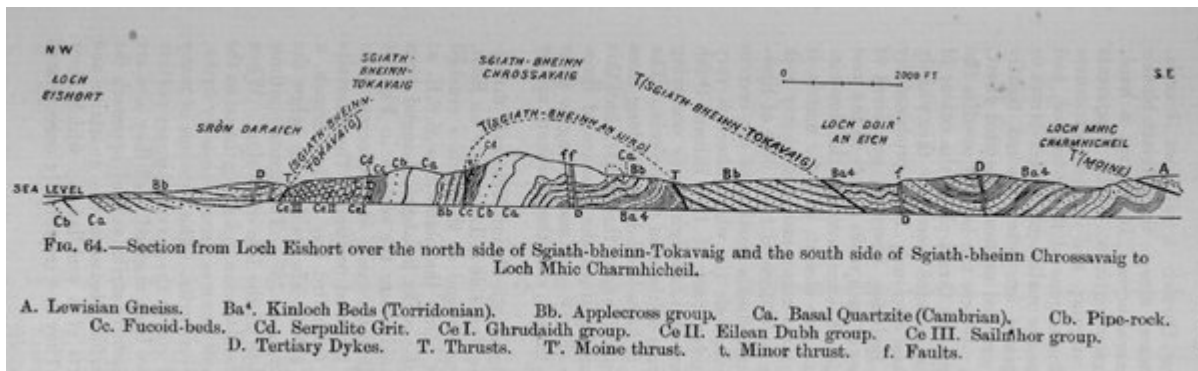 NW
LOCH
EISHORT
SRÒN DARAICH
T(SGIATH-BHEINN-
TOKAVAIG)
SGIATH-
BHEINN-
TOKAVAIG
SGIATH-BHEINN
CHROSSAVAIG
T(SGIATH-BHEINN AN UIRD)
0 2000 FT
T(SGIATH-BHEINN-TOKAVAIG)
LOCH DOIR'
AN EICH
LOCH MHIC
CHARMHICHEIL
T'(MOINE)
S.E
SEA LEVEL
Cb Ca Bb D T Ce III Ce II Ce I Cd Cc Cb Ca
Bb Cc Cb Ca Cd ff D Ca Bb Ba4 T
Bb Ba4 f D D Ba4 A
FIG. 64.—Section from Loch Eishort over the north side of Sgiath-bheinn-Tokavaig and the south side of Sgiath-bheinn Chrossavaig to
Loch Mhic Charmhicheil.
A. Lewisian Gneiss. Ba⁴. Kinloch Beds (Torridonian). Bb. Applecross group. Ca. Basal Quartzite (Cambrian). Cb. Pipe-rock.
Cc. Fucoid-beds. Cd. Serpulite Grit. Ce I. Ghrudaidh group. Ce II. Eilean Dubh group. Ce III. Sailmhor group.
D. Tertiary Dykes. T. Thrusts. T'. Moine thrust. t. Minor thrust. f. Faults.